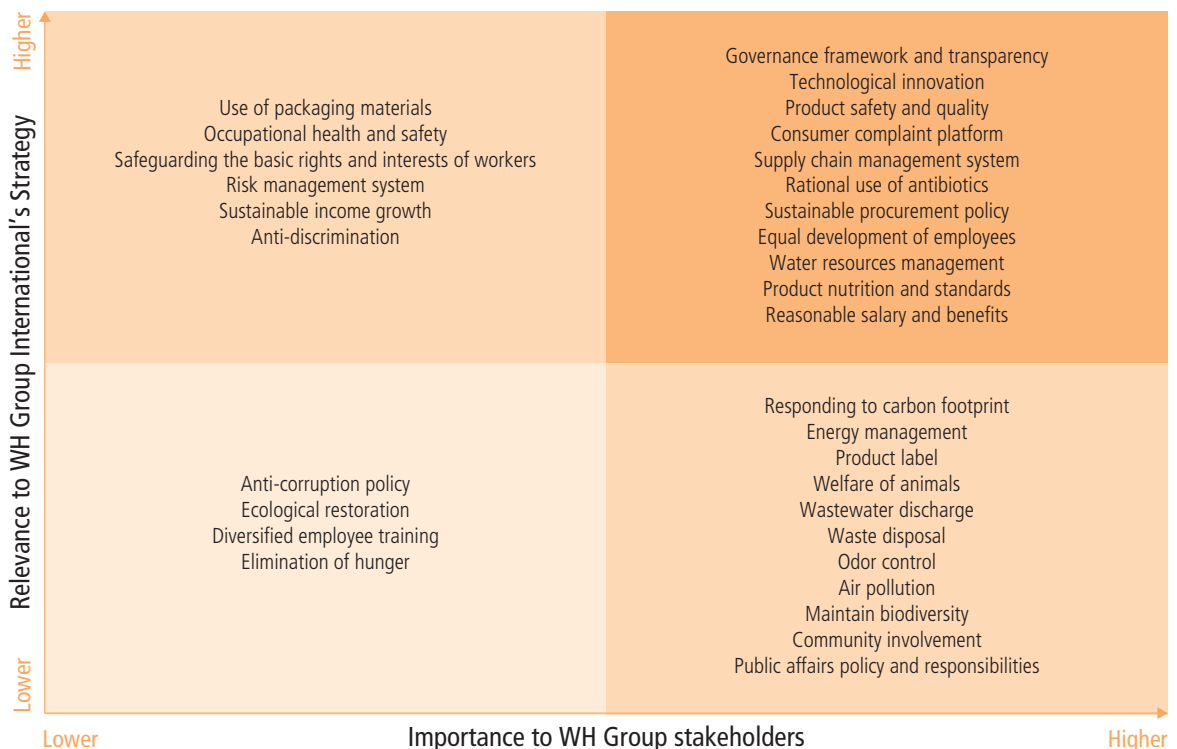 Higher
Relevance to WH Group International's Strategy
Lower
Use of packaging materials
Occupational health and safety
Safeguarding the basic rights and interests of workers
Risk management system
Sustainable income growth
Anti-discrimination
Governance framework and transparency
Technological innovation
Product safety and quality
Consumer complaint platform
Supply chain management system
Rational use of antibiotics
Sustainable procurement policy
Equal development of employees
Water resources management
Product nutrition and standards
Reasonable salary and benefits
Anti-corruption policy
Ecological restoration
Diversified employee training
Elimination of hunger
Responding to carbon footprint
Energy management
Product label
Welfare of animals
Wastewater discharge
Waste disposal
Odor control
Air pollution
Maintain biodiversity
Community involvement
Public affairs policy and responsibilities
Lower
Importance to WH Group stakeholders
Higher